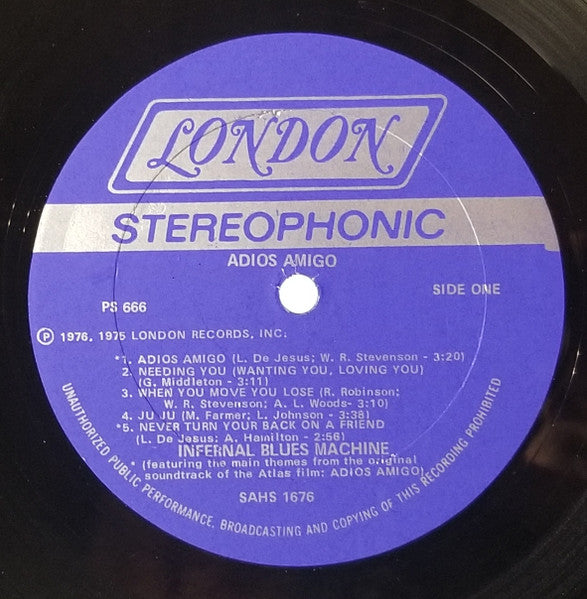 LONDON
STEREOPHONIC
ADIOS AMIGO
PS 666
SIDE ONE
Ⓟ 1976, 1975 LONDON RECORDS, INC.
*1. ADIOS AMIGO (L. De Jesus; W. R. Stevenson - 3:20)
2. NEEDING YOU (WANTING YOU, LOVING YOU)
(G. Middleton - 3:11)
3. WHEN YOU MOVE YOU LOSE (R. Robinson;
W. R. Stevenson; A. L. Woods- 3:10)
4. JU JU (M. Farmer; L. Johnson - 3:38)
*5. NEVER TURN YOUR BACK ON A FRIEND
(L. De Jesus; A. Hamilton - 2:56)
INFERNAL BLUES MACHINE
* (featuring the main themes from the original
soundtrack of the Atlas film: ADIOS AMIGO)
SAHS 1676
UNAUTHORIZED PUBLIC PERFORMANCE, BROADCASTING AND COPYING OF THIS RECORDING PROHIBITED